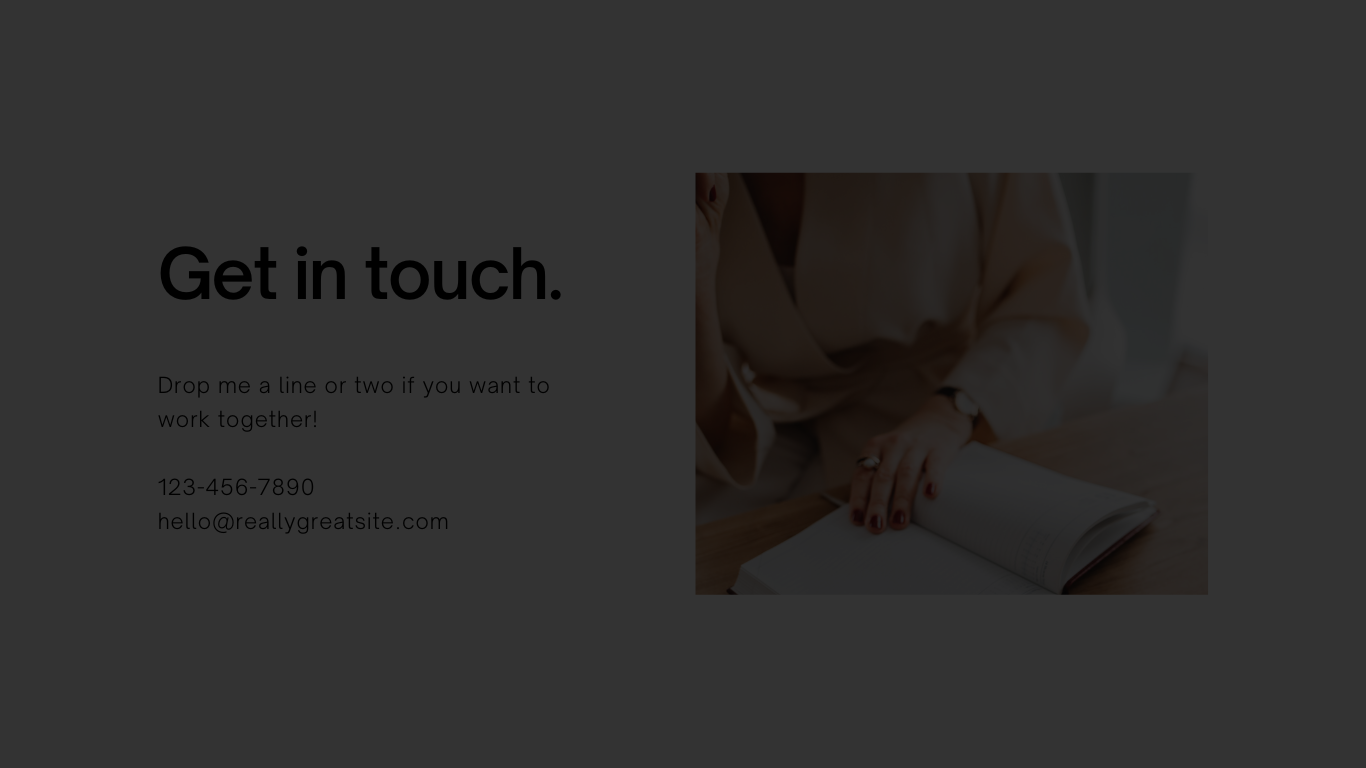 Get in touch.
Drop me a line or two if you want to
work together!
123-456-7890
hello@reallygreatsite.com